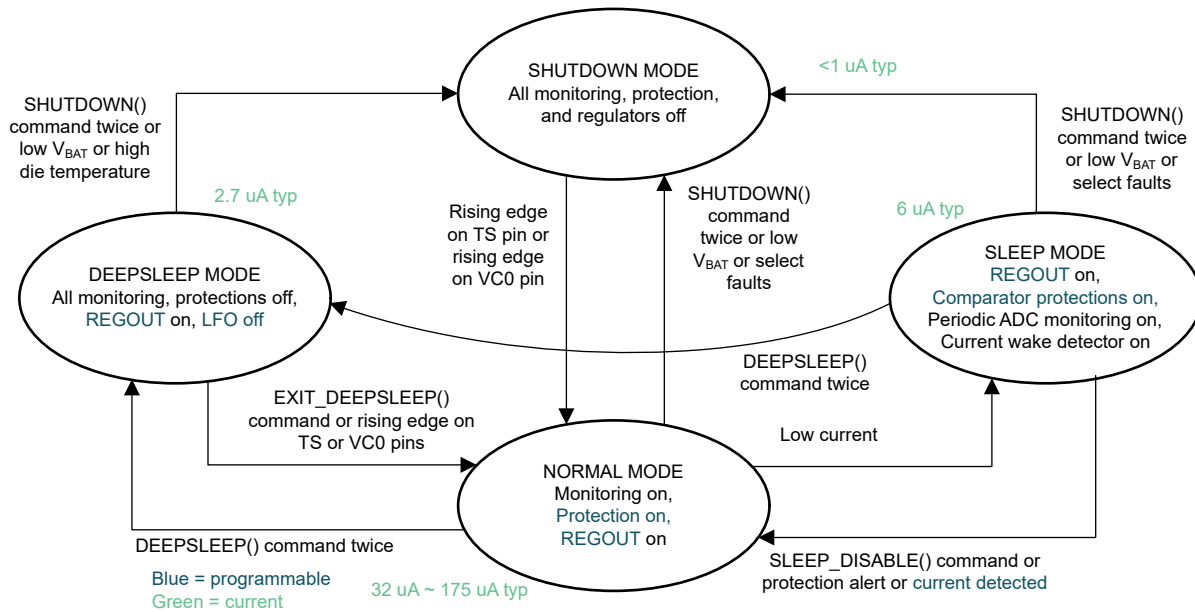 SHUTDOWN MODE
All monitoring, protection,
and regulators off
<1 uA typ
SHUTDOWN()
command twice or
low VBAT or high
die temperature
SHUTDOWN()
command twice
or low VBAT or
select faults
2.7 uA typ
Rising edge
on TS pin or
rising edge
on VC0 pin
SHUTDOWN()
command
twice or low
VBAT or select
faults
6 uA typ
DEEPSLEEP MODE
All monitoring, protections off,
REGOUT on, LFO off
SLEEP MODE
REGOUT on,
Comparator protections on,
Periodic ADC monitoring on,
Current wake detector on
DEEPSLEEP()
command twice
EXIT_DEEPSLEEP()
command or rising edge on
TS or VC0 pins
Low current
NORMAL MODE
Monitoring on,
Protection on,
REGOUT on
DEEPSLEEP() command twice
SLEEP_DISABLE() command or
protection alert or current detected
Blue = programmable
Green = current
32 uA ~ 175 uA typ